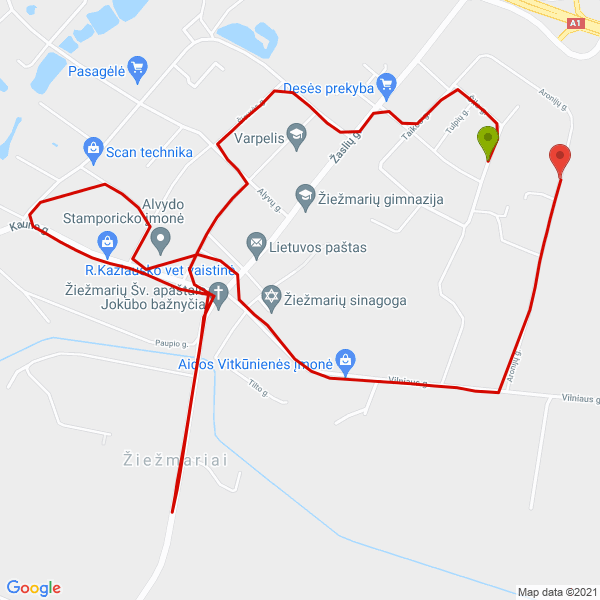 A1
Pasagėlė
Desės prekyba
Aronijų g.
Taikos g.
Tulpių g.
Varpelis
Scan technika
Žaslių g.
Alyvų g.
Žiežmarių gimnazija
Alvydo
Stamporicko įmonė
Kauno g.
Lietuvos paštas
R.Kazlausko vet vaistinė
Žiežmarių Šv. apaštalo
Jokūbo bažnyčia
Žiežmarių sinagoga
Paupio g.
Aidos Vitkūnienės įmonė
Aronijų g.
Tilto g.
Vilniaus g.
Vilniaus g.
Žiežmariai
Google
Map data ©2021